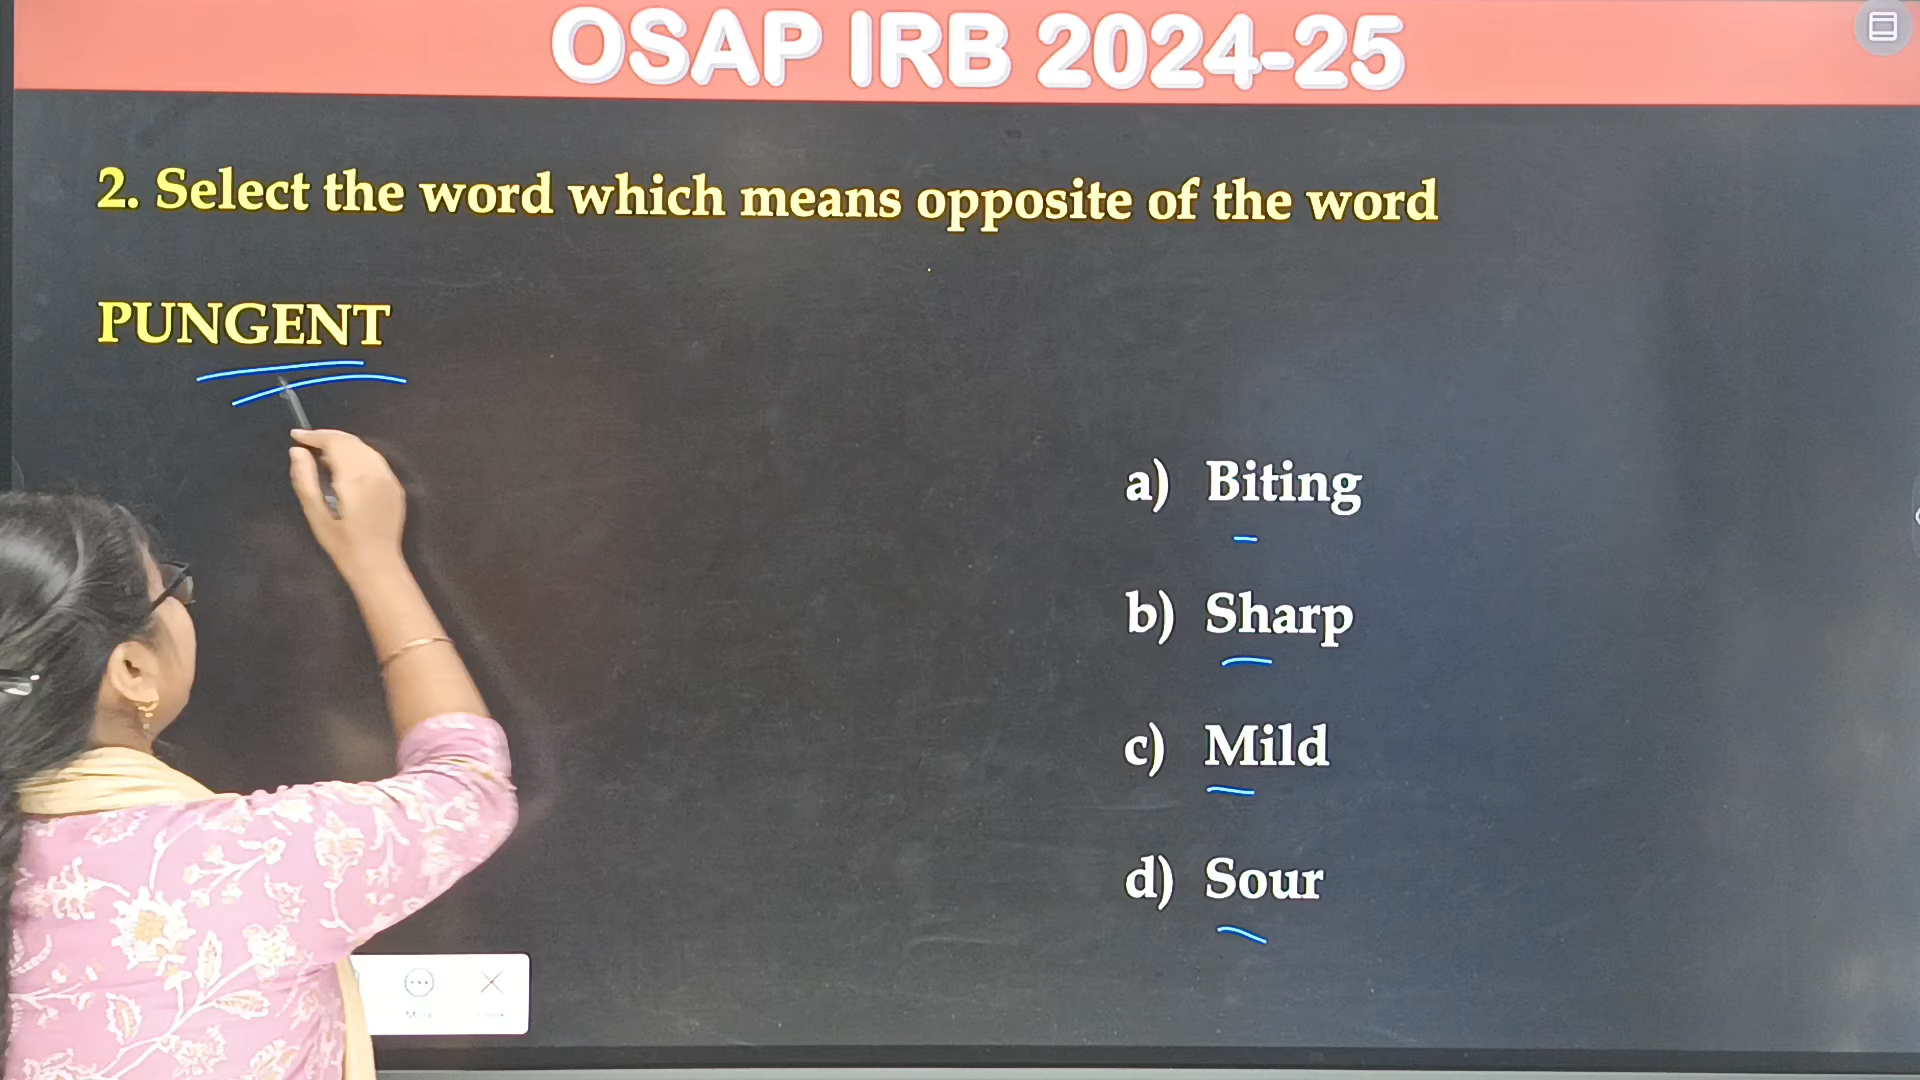 OSAP IRB 2024-25
2. Select the word which means opposite of the word
PUNGENT
a) Biting
b) Sharp
c) Mild
d) Sour
More